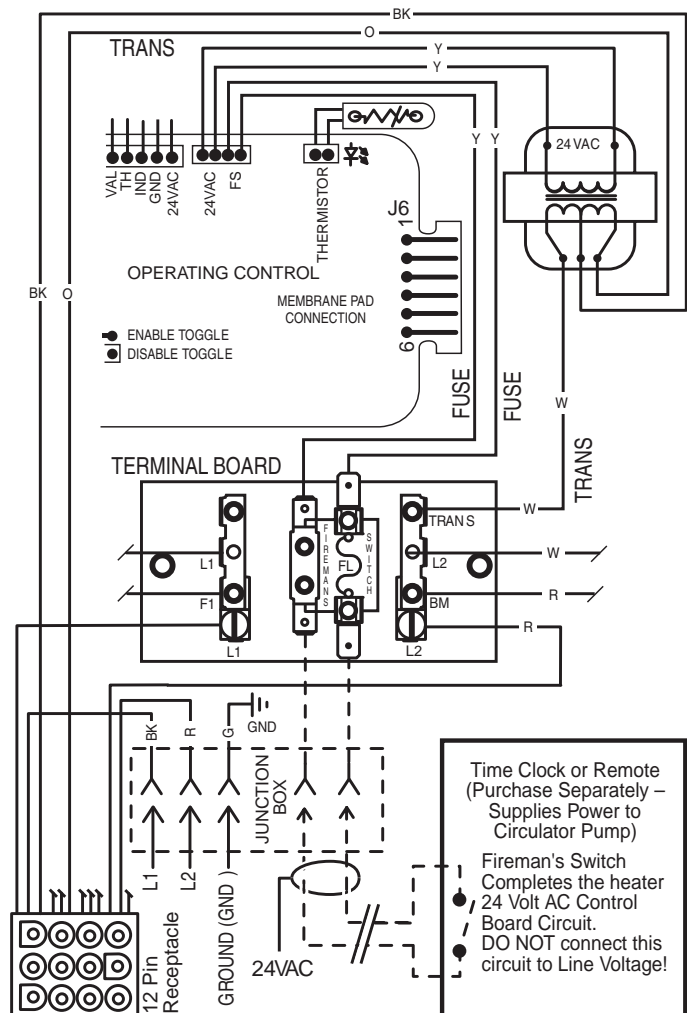 BK
O
TRANS
Y
Y
Y Y
24 VAC
VAL
TH
IND
GND
24VAC
24VAC
FS
THERMISTOR
J6
1
OPERATING CONTROL
MEMBRANE PAD
CONNECTION
BK O
ENABLE TOGGLE
DISABLE TOGGLE
6
FUSE
FUSE
W
TRANS
TERMINAL BOARD
W
TRANS
FIREMANS
SWITCH
FL
L1
L2
W
F1
BM
R
L1
L2
R
BK
R
G
GND
JUNCTION
BOX
L1
L2
GROUND (GND )
24VAC
12 Pin
Receptacle
Time Clock or Remote
(Purchase Separately –
Supplies Power to
Circulator Pump)
Fireman's Switch
Completes the heater
24 Volt AC Control
Board Circuit.
DO NOT connect this
circuit to Line Voltage!